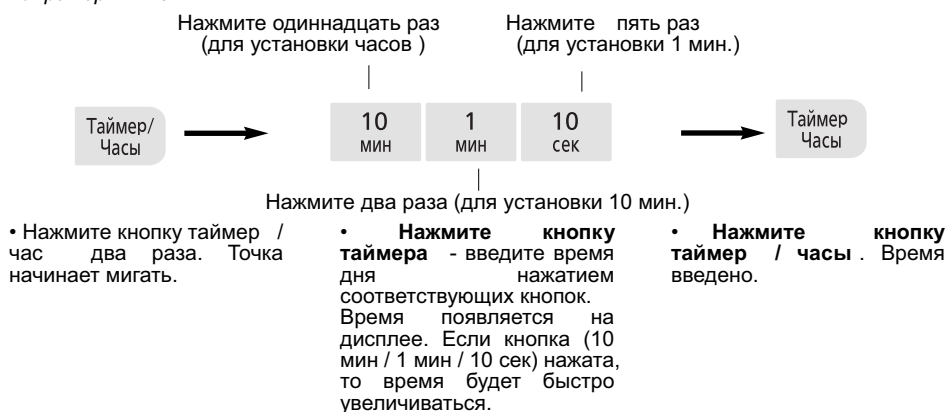 Нажмите одиннадцать раз
(для установки часов )
Нажмите пять раз
(для установки 1 мин.)
Таймер/
Часы
10
мин
1
мин
10
сек
Таймер
Часы
Нажмите два раза (для установки 10 мин.)
• Нажмите кнопку таймер /
час два раза. Точка
начинает мигать.
• Нажмите кнопку
таймера - введите время
дня нажатием
соответствующих кнопок.
Время появляется на
дисплее. Если кнопка (10
мин / 1 мин / 10 сек) нажата,
то время будет быстро
увеличиваться.
• Нажмите кнопку
таймер / часы . Время
введено.